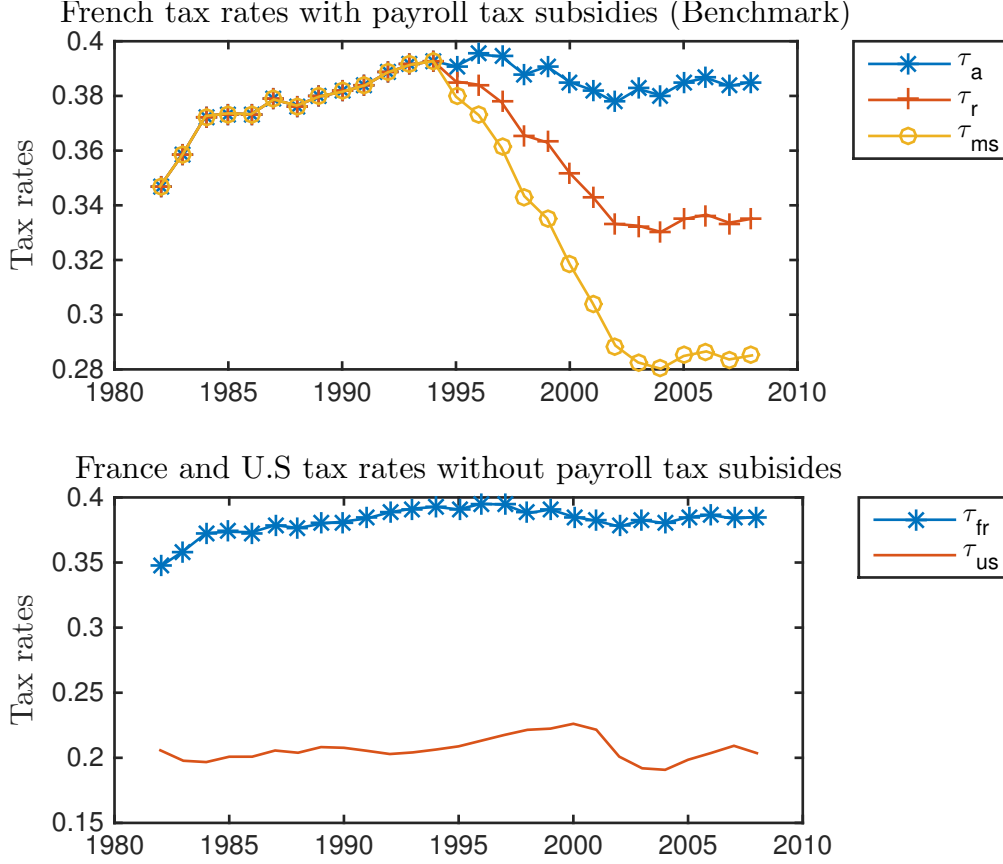 French tax rates with payroll tax subsidies (Benchmark)
Tax rates
0.4
0.38
0.36
0.34
0.32
0.3
0.28
1980 1985 1990 1995 2000 2005 2010
τa
τr
τms
France and U.S tax rates without payroll tax subisides
Tax rates
0.4
0.35
0.3
0.25
0.2
0.15
1980 1985 1990 1995 2000 2005 2010
τfr
τus